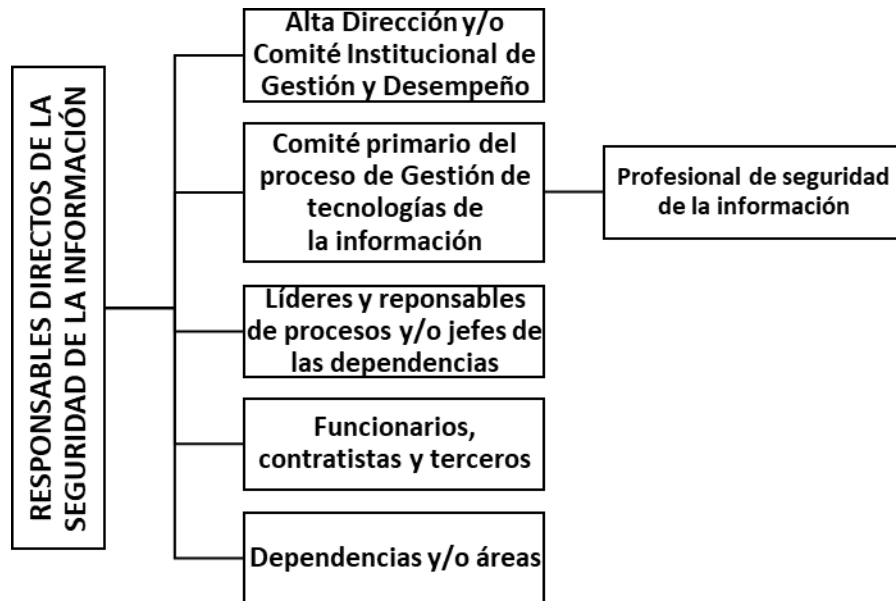 RESPONSABLES DIRECTOS DE LA
SEGURIDAD DE LA INFORMACIÓN
Alta Dirección y/o
Comité Institucional de
Gestión y Desempeño
Comité primario del
proceso de Gestión de
tecnologías de
la información
Profesional de seguridad
de la información
Líderes y reponsables
de procesos y/o jefes de
las dependencias
Funcionarios,
contratistas y terceros
Dependencias y/o áreas